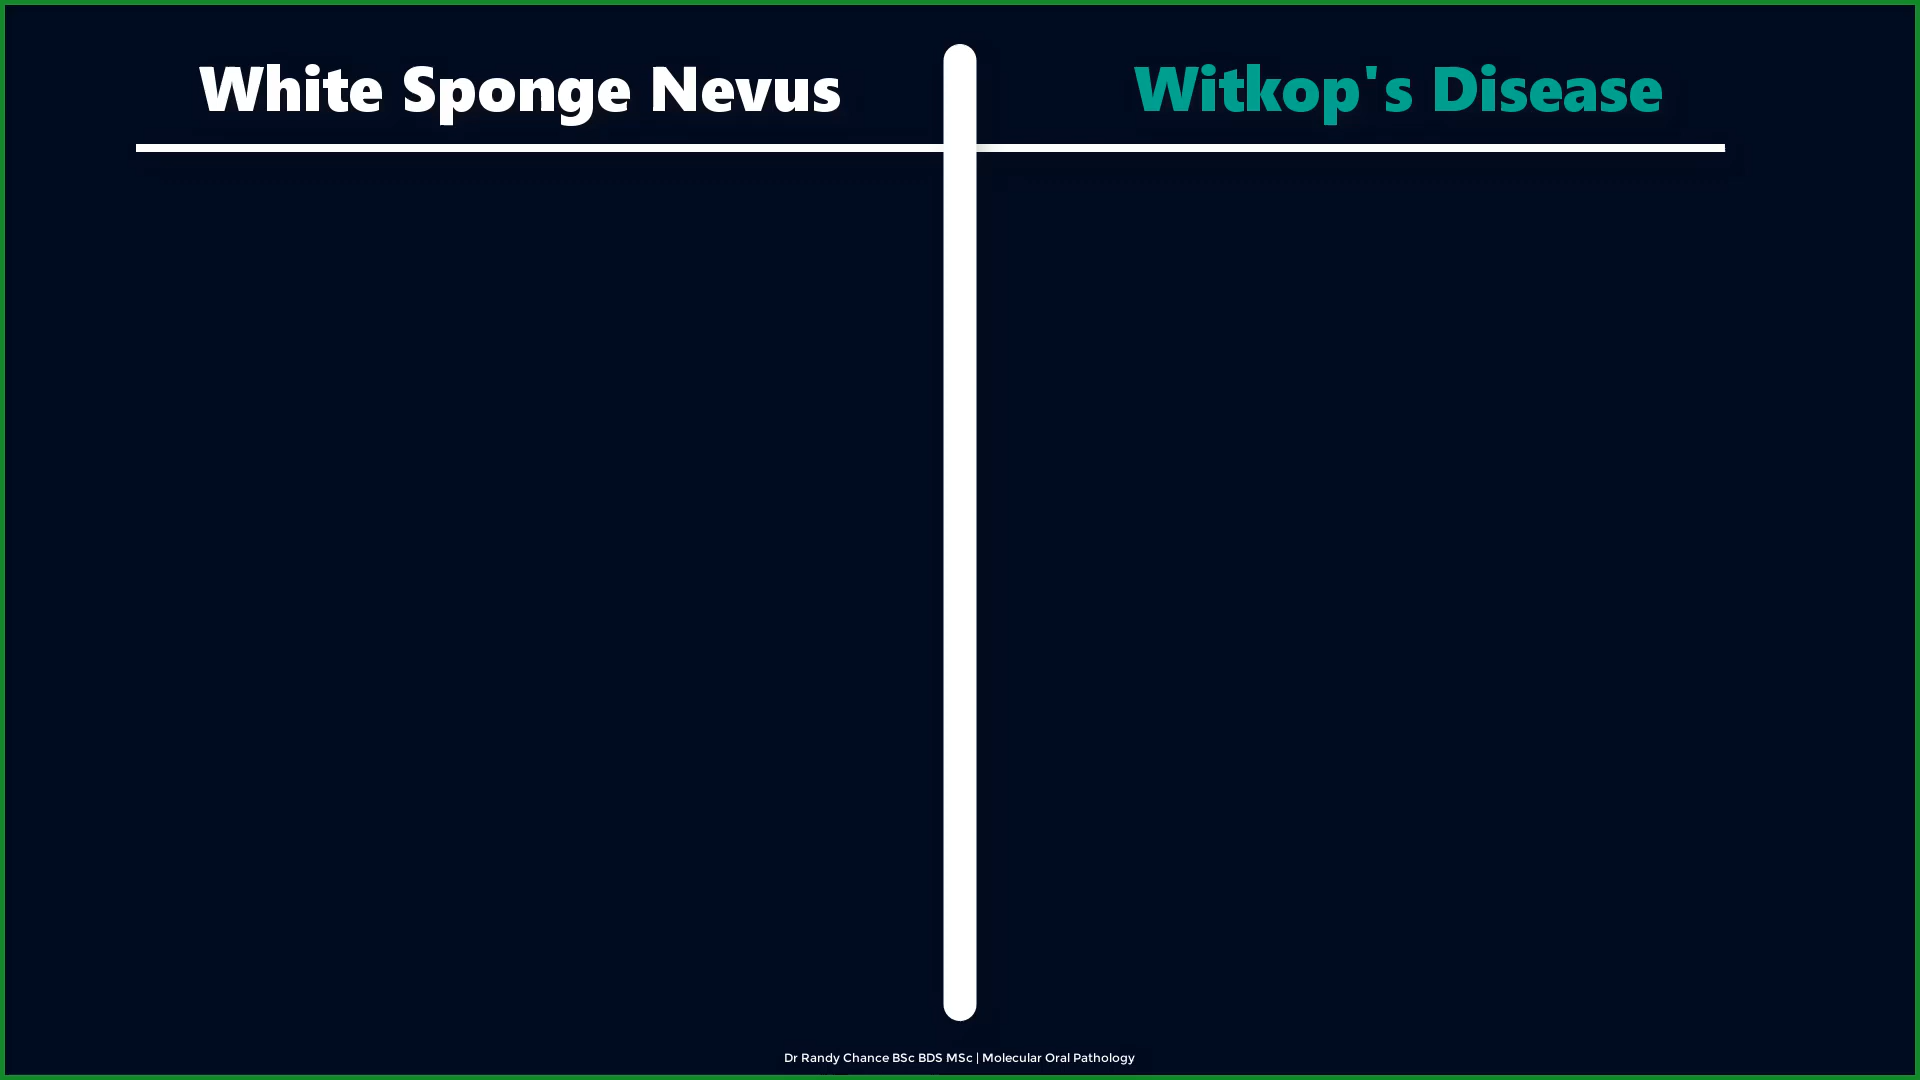 White Sponge Nevus
Witkop's Disease
Dr Randy Chance BSc BDS MSc | Molecular Oral Pathology